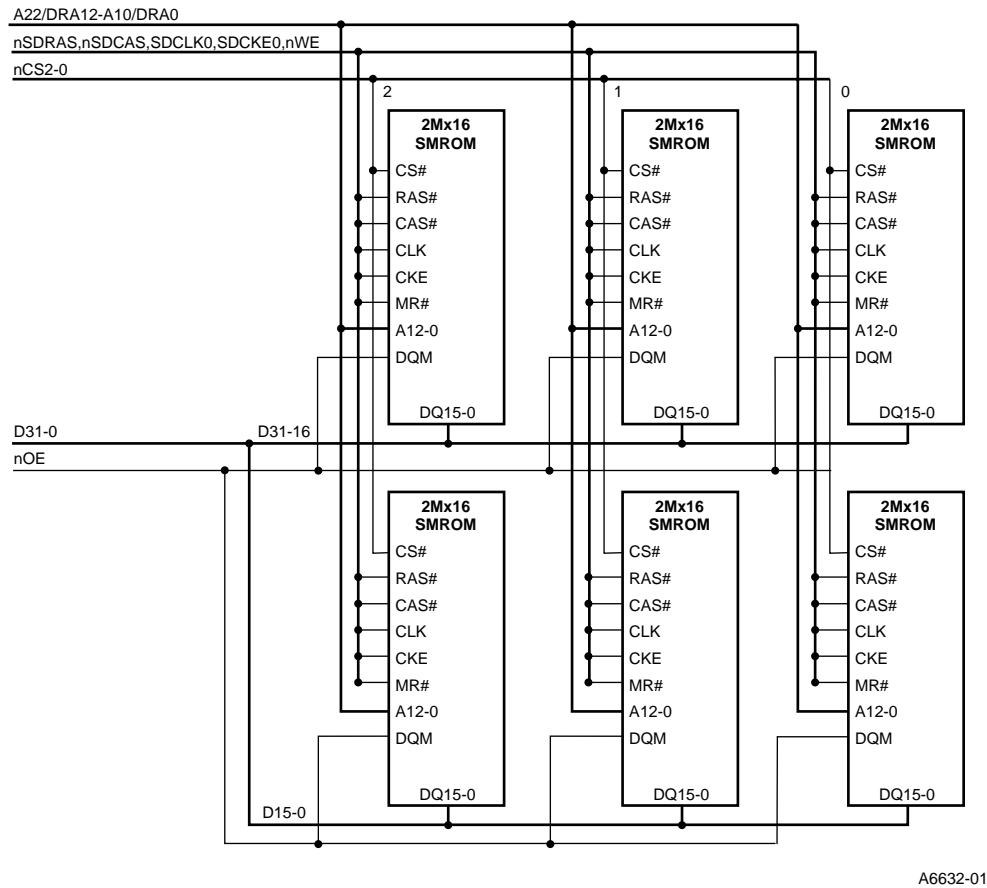 A22/DRA12-A10/DRA0
nSDRAS,nSDCAS,SDCLK0,SDCKE0,nWE
nCS2-0
2
1
0
2Mx16
SMROM
CS#
RAS#
CAS#
CLK
CKE
MR#
A12-0
DQM
DQ15-0
2Mx16
SMROM
CS#
RAS#
CAS#
CLK
CKE
MR#
A12-0
DQM
DQ15-0
2Mx16
SMROM
CS#
RAS#
CAS#
CLK
CKE
MR#
A12-0
DQM
DQ15-0
D31-0
D31-16
nOE
2Mx16
SMROM
CS#
RAS#
CAS#
CLK
CKE
MR#
A12-0
DQM
DQ15-0
2Mx16
SMROM
CS#
RAS#
CAS#
CLK
CKE
MR#
A12-0
DQM
DQ15-0
2Mx16
SMROM
CS#
RAS#
CAS#
CLK
CKE
MR#
A12-0
DQM
DQ15-0
D15-0
A6632-01